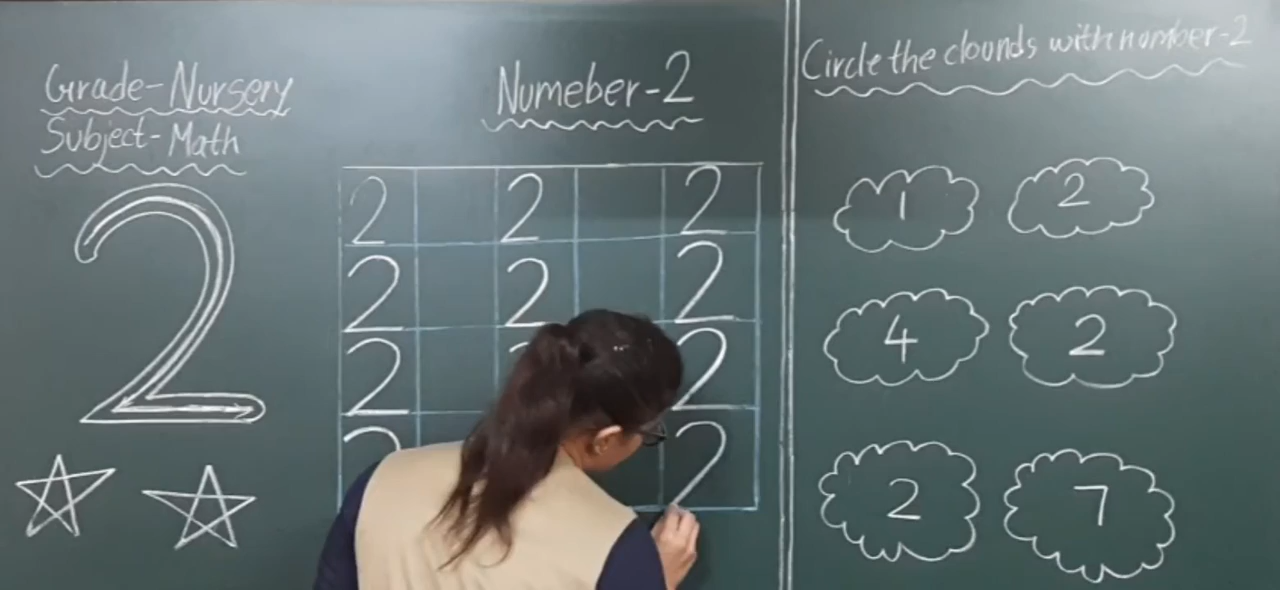 Grade-Nursery
Subject-Math
2
Numeber-2
2 2 2
2 2 2
2 2
2 2
Circle the clounds with number-2
1 2
4 2
2 7